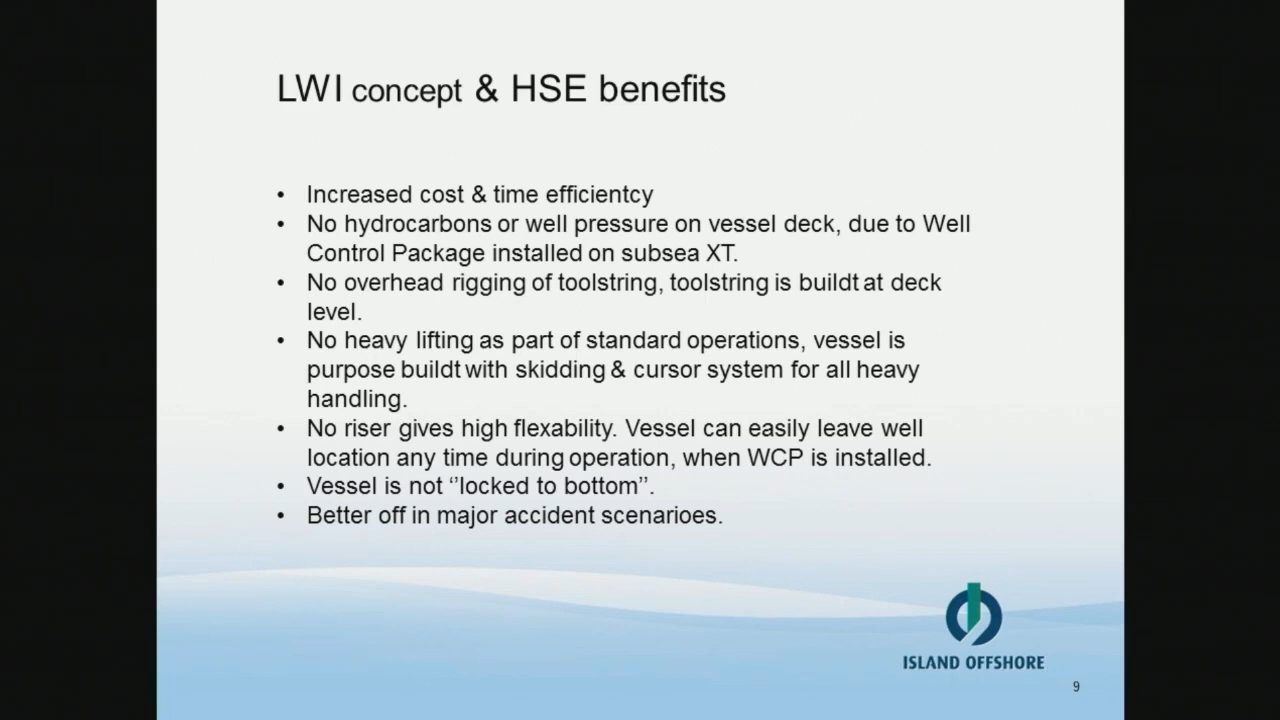 LWI concept & HSE benefits
• Increased cost & time efficientcy
• No hydrocarbons or well pressure on vessel deck, due to Well
Control Package installed on subsea XT.
• No overhead rigging of toolstring, toolstring is buildt at deck
level.
• No heavy lifting as part of standard operations, vessel is
purpose buildt with skidding & cursor system for all heavy
handling.
• No riser gives high flexability. Vessel can easily leave well
location any time during operation, when WCP is installed.
• Vessel is not ‘’locked to bottom’’.
• Better off in major accident scenarioes.
ISLAND OFFSHORE
9